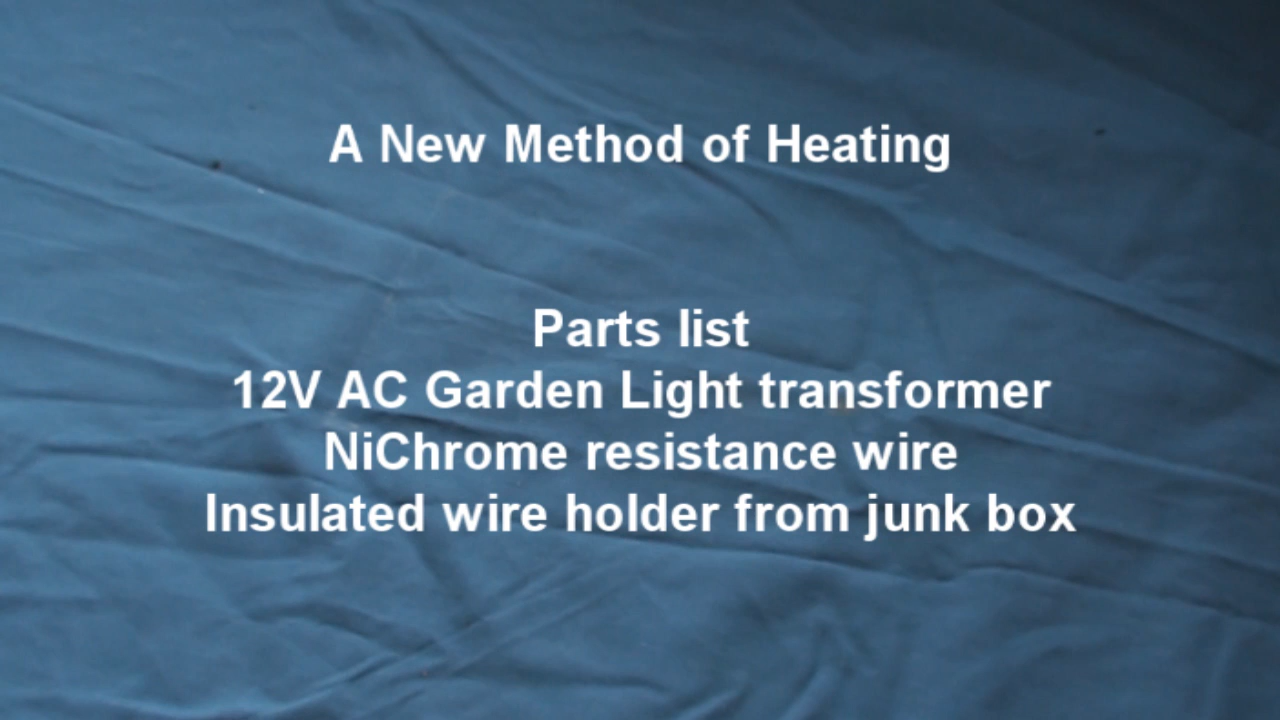 A New Method of Heating
Parts list
12V AC Garden Light transformer
NiChrome resistance wire
Insulated wire holder from junk box